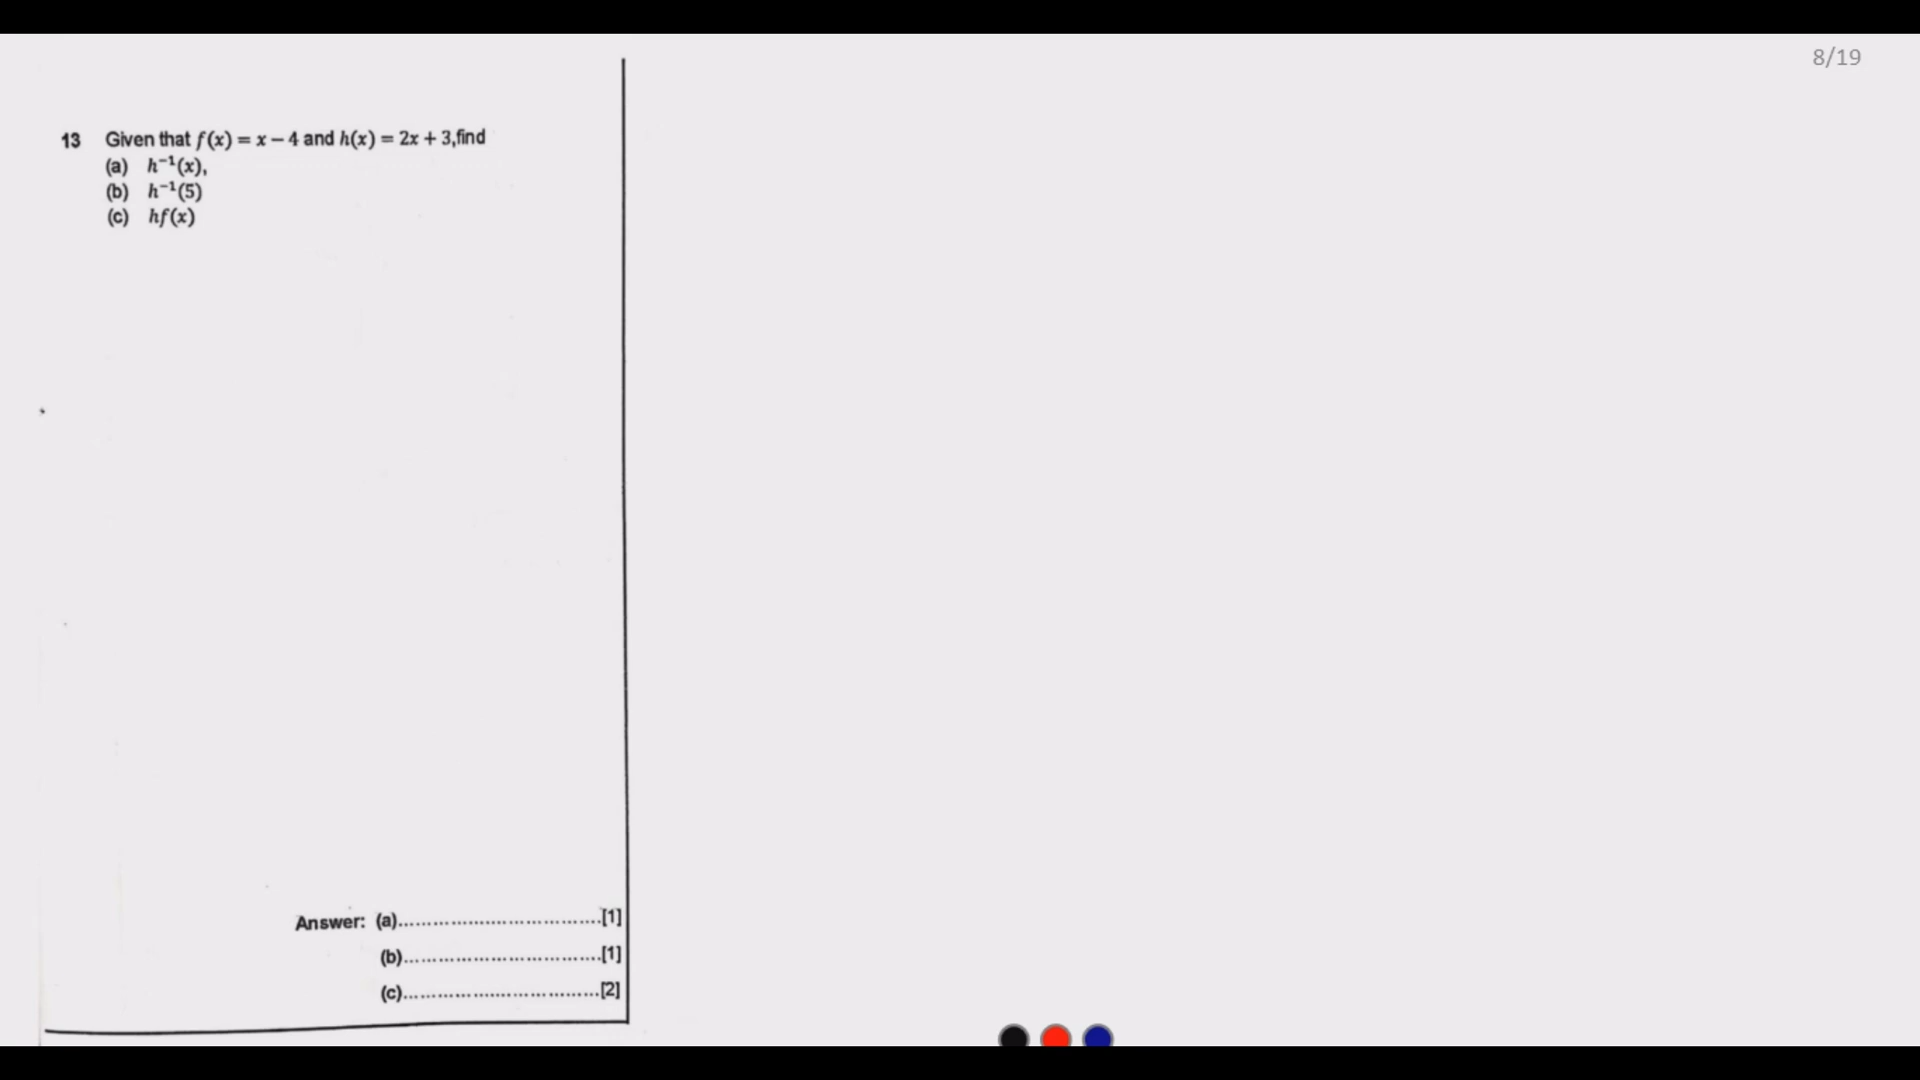 8/19
13 Given that f(x) = x – 4 and h(x) = 2x + 3,find
(a) h⁻¹(x),
(b) h⁻¹(5)
(c) hf(x)
Answer: (a)..................................[1]
(b)..................................[1]
(c)..................................[2]